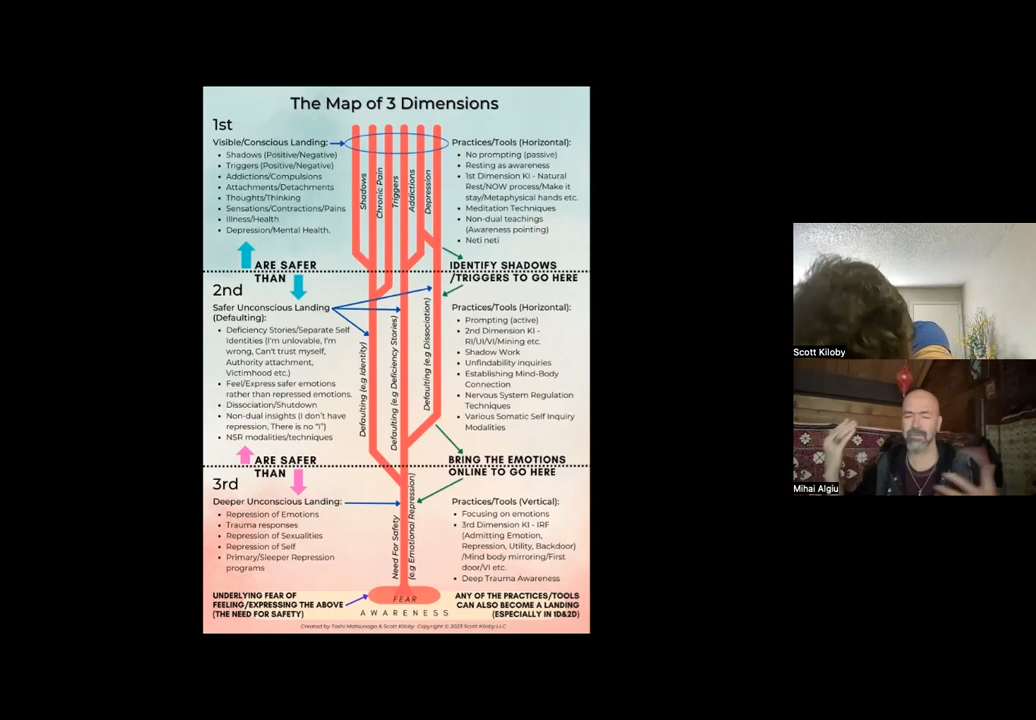 The Map of 3 Dimensions
1st
Visible/Conscious Landing:
• Shadows (Positive/Negative)
• Triggers (Positive/Negative)
• Addictions/Compulsions
• Attachments/Detachments
• Thoughts/Thinking
• Sensations/Contractions/Pains
• Illness/Health
• Depression/Mental Health.
Shadows
Chronic Pain
Triggers
Addictions
Depression
Practices/Tools (Horizontal):
• No prompting (passive)
• Resting as awareness
• 1st Dimension KI - Natural
Rest/NOW process/Make it
stay/Metaphysical hands etc.
• Meditation Techniques
• Non-dual teachings
(Awareness pointing)
• Neti neti
ARE SAFER
THAN
IDENTIFY SHADOWS
/TRIGGERS TO GO HERE
2nd
Safer Unconscious Landing
(Defaulting):
• Deficiency Stories/Separate Self
Identities (I'm unlovable, I'm
wrong, Can't trust myself,
Authority attachment,
Victimhood etc.)
• Feel/Express safer emotions
rather than repressed emotions.
• Dissociation/Shutdown
• Non-dual insights (I don't have
repression, There is no "I")
• NSR modalities/techniques
Defaulting (e.g Identity)
Defaulting (e.g Deficiency Stories)
Defaulting (e.g Dissociation)
Practices/Tools (Horizontal):
• Prompting (active)
• 2nd Dimension KI -
RI/UI/VI/Mining etc.
• Shadow Work
• Unfindability inquiries
• Establishing Mind-Body
Connection
• Nervous System Regulation
Techniques
• Various Somatic Self Inquiry
Modalities
ARE SAFER
THAN
BRING THE EMOTIONS
ONLINE TO GO HERE
3rd
Deeper Unconscious Landing:
• Repression of Emotions
• Trauma responses
• Repression of Sexualities
• Repression of Self
• Primary/Sleeper Repression
programs
Need For Safety
(e.g Emotional Repression)
Practices/Tools (Vertical):
• Focusing on emotions
• 3rd Dimension KI - IRF
(Admitting Emotion,
Repression, Utility, Backdoor)
/Mind body mirroring/First
door/VI etc.
• Deep Trauma Awareness
UNDERLYING FEAR OF
FEELING/EXPRESSING THE ABOVE
(THE NEED FOR SAFETY)
FEAR
AWARENESS
ANY OF THE PRACTICES/TOOLS
CAN ALSO BECOME A LANDING
(ESPECIALLY IN 1D&2D)
Created by Toshi Matsunaga & Scott Kiloby Copyright © 2023 Scott Kiloby LLC
Scott Kiloby
Mihai Algiu